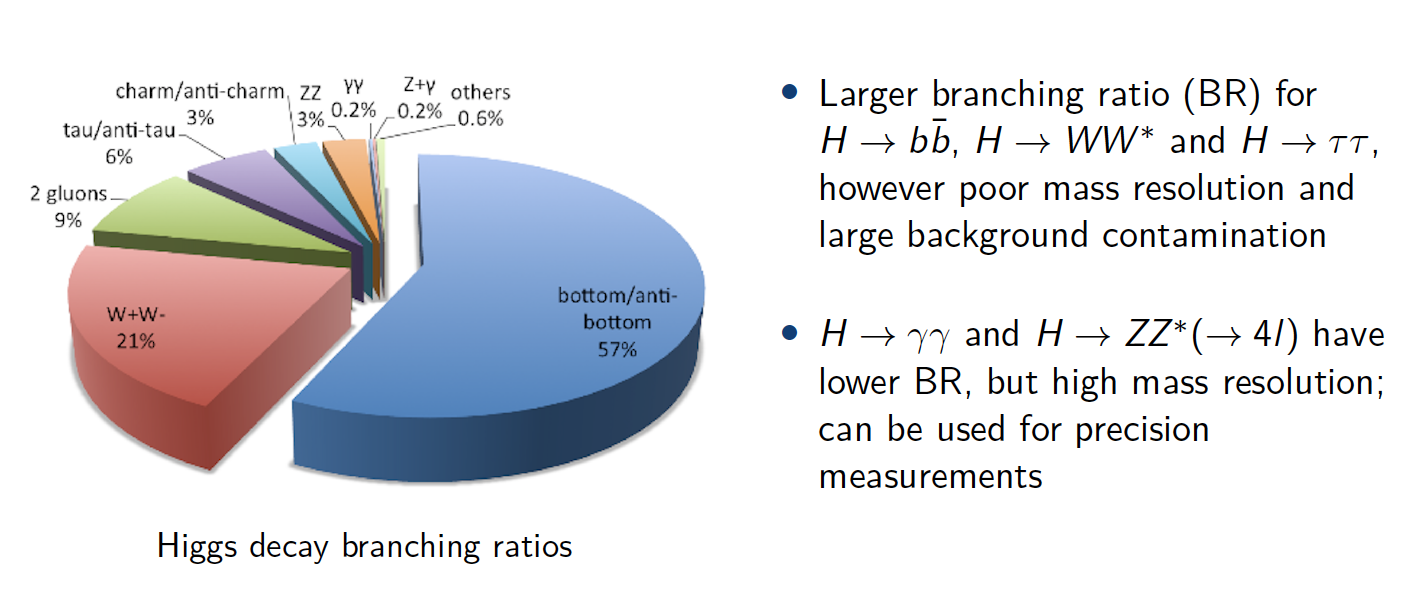 charm/anti-charm
3%
ZZ
3%
γγ
0.2%
Z+γ
0.2%
others
0.6%
tau/anti-tau
6%
2 gluons
9%
W+W-
21%
bottom/anti-
bottom
57%
Higgs decay branching ratios
• Larger branching ratio (BR) for
H → bb̄, H → WW* and H → ττ,
however poor mass resolution and
large background contamination
• H → γγ and H → ZZ*(→ 4l) have
lower BR, but high mass resolution;
can be used for precision
measurements